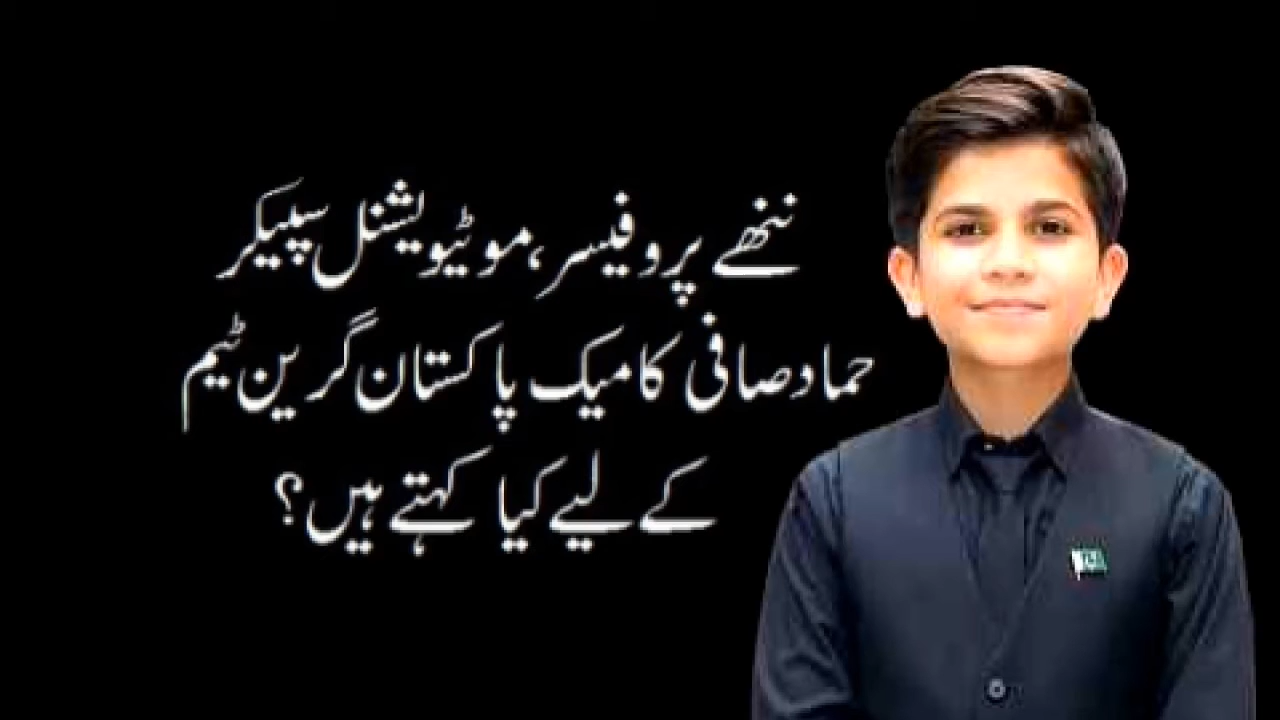 ننھے پروفیسر،موٹیویشنل سپیکر
حماد صافی کا میک پاکستان گرین ٹیم
کے لیے کیا کہتے ہیں؟